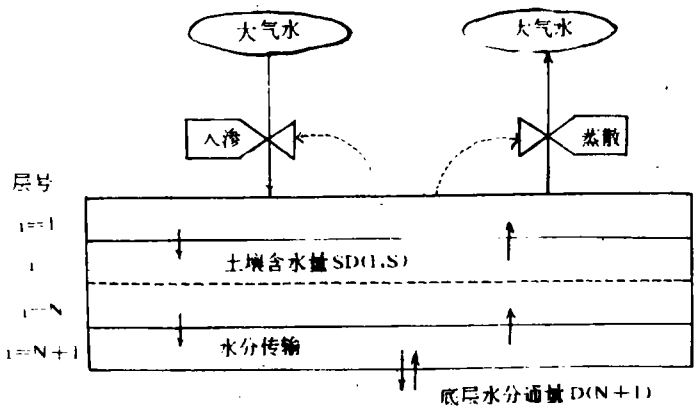 大气水
大气水
入渗
蒸散
层号
i=1
i
土壤含水量SD(I,S)
i=N
i=N+1
水分传输
底层水分通量D(N+1)